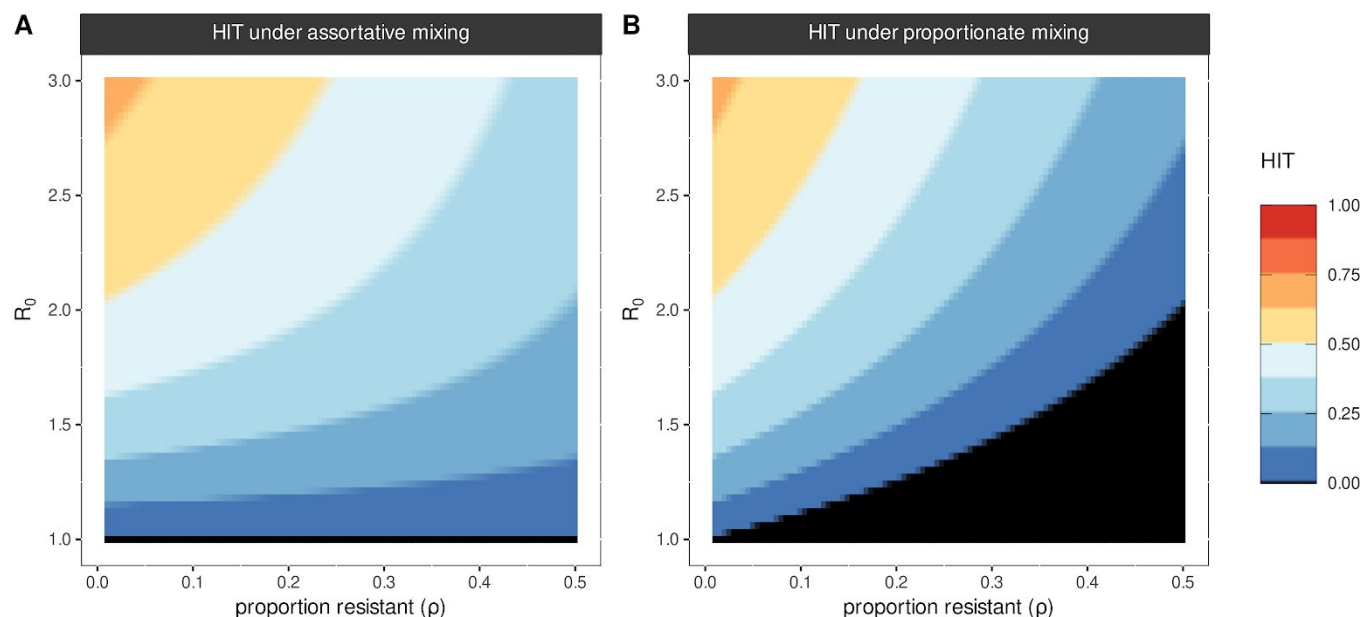 A
HIT under assortative mixing
3.0
2.5
R0
2.0
1.5
1.0
0.0 0.1 0.2 0.3 0.4 0.5
proportion resistant (ρ)
B
HIT under proportionate mixing
3.0
2.5
R0
2.0
1.5
1.0
0.0 0.1 0.2 0.3 0.4 0.5
proportion resistant (ρ)
HIT
1.00
0.75
0.50
0.25
0.00